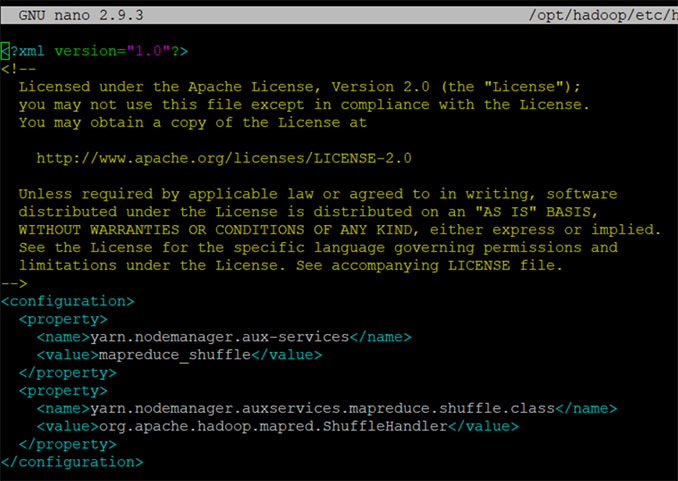 GNU nano 2.9.3 /opt/hadoop/etc/h
<?xml version="1.0"?>
<!--
Licensed under the Apache License, Version 2.0 (the "License");
you may not use this file except in compliance with the License.
You may obtain a copy of the License at
http://www.apache.org/licenses/LICENSE-2.0
Unless required by applicable law or agreed to in writing, software
distributed under the License is distributed on an "AS IS" BASIS,
WITHOUT WARRANTIES OR CONDITIONS OF ANY KIND, either express or implied.
See the License for the specific language governing permissions and
limitations under the License. See accompanying LICENSE file.
-->
<configuration>
<property>
<name>yarn.nodemanager.aux-services</name>
<value>mapreduce_shuffle</value>
</property>
<property>
<name>yarn.nodemanager.auxservices.mapreduce.shuffle.class</name>
<value>org.apache.hadoop.mapred.ShuffleHandler</value>
</property>
</configuration>